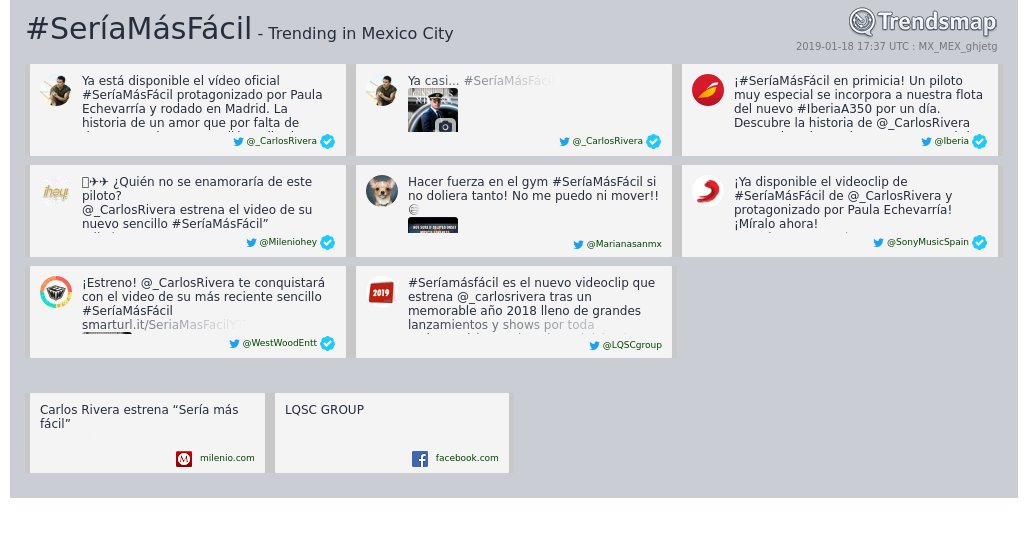 #SeríaMásFácil - Trending in Mexico City
Trendsmap
2019-01-18 17:37 UTC : MX_MEX_ghjetg
Ya está disponible el vídeo oficial
#SeríaMásFácil protagonizado por Paula
Echevarría y rodado en Madrid. La
historia de un amor que por falta de
@_CarlosRivera
Ya casi... #SeríaMásFácil
@_CarlosRivera
¡#SeríaMásFácil en primicia! Un piloto
muy especial se incorpora a nuestra flota
del nuevo #IberiaA350 por un día.
Descubre la historia de @_CarlosRivera
@Iberia
✈✈ ¿Quién no se enamoraría de este
piloto?
@_CarlosRivera estrena el video de su
nuevo sencillo #SeríaMásFácil”
@Mileniohey
Hacer fuerza en el gym #SeríaMásFácil si
no doliera tanto! No me puedo ni mover!!
@Marianasanmx
¡Ya disponible el videoclip de
#SeríaMásFácil de @_CarlosRivera y
protagonizado por Paula Echevarría!
¡Míralo ahora!
@SonyMusicSpain
¡Estreno! @_CarlosRivera te conquistará
con el video de su más reciente sencillo
#SeríaMásFácil
smarturl.it/SeriaMasFacilYT
@WestWoodEntt
2019
#Seríamásfácil es el nuevo videoclip que
estrena @_carlosrivera tras un
memorable año 2018 lleno de grandes
lanzamientos y shows por toda
@LQSCgroup
Carlos Rivera estrena “Sería más
fácil”
milenio.com
LQSC GROUP
facebook.com